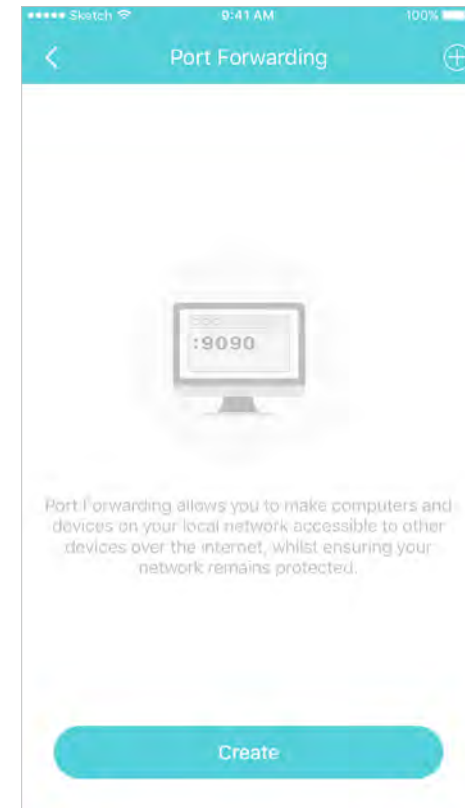 Sketch 9:41 AM 100%
Port Forwarding
:9090
Port Forwarding allows you to make computers and
devices on your local network accessible to other
devices over the internet, whilst ensuring your
network remains protected.
Create